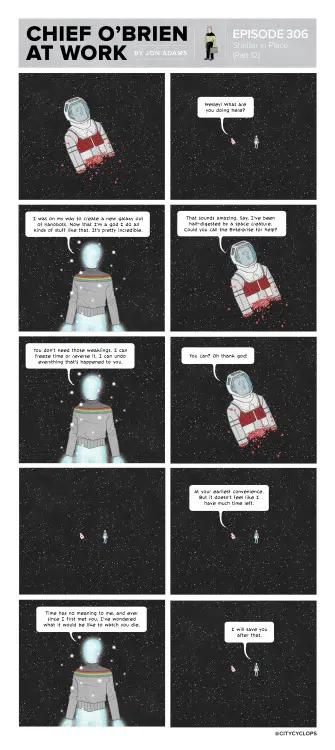 CHIEF O'BRIEN
AT WORK
BY JON ADAMS
EPISODE 306
Shelter in Place
(Part 12)
Wesley! What are
you doing here?
I was on my way to create a new galaxy out
of nanobots. Now that I'm a god I do all
kinds of stuff like that. It's pretty incredible.
That sounds amazing. Say, I've been
half-digested by a space creature.
Could you call the Enterprise for help?
You don't need those weaklings. I can
freeze time or reverse it. I can undo
everything that's happened to you.
You can? Oh thank god!
At your earliest convenience.
But it doesn't feel like I
have much time left.
Time has no meaning to me, and ever
since I first met you, I've wondered
what it would be like to watch you die.
I will save you
after that.
@CITYCYCLOPS